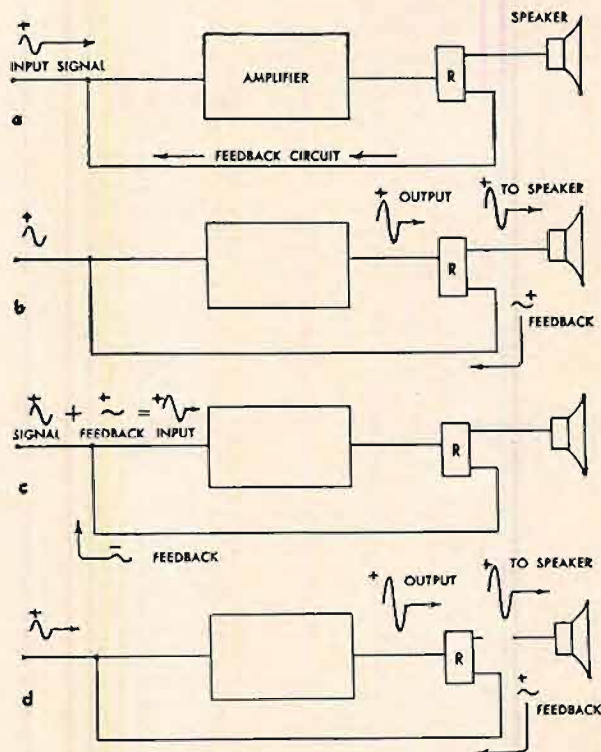 SPEAKER
+
INPUT SIGNAL
AMPLIFIER
R
a
FEEDBACK CIRCUIT
+ OUTPUT + TO SPEAKER
+
R
b
+
FEEDBACK
+ + + = +
SIGNAL FEEDBACK INPUT
R
c
− FEEDBACK
+ OUTPUT + TO SPEAKER
+
R
d
+
FEEDBACK